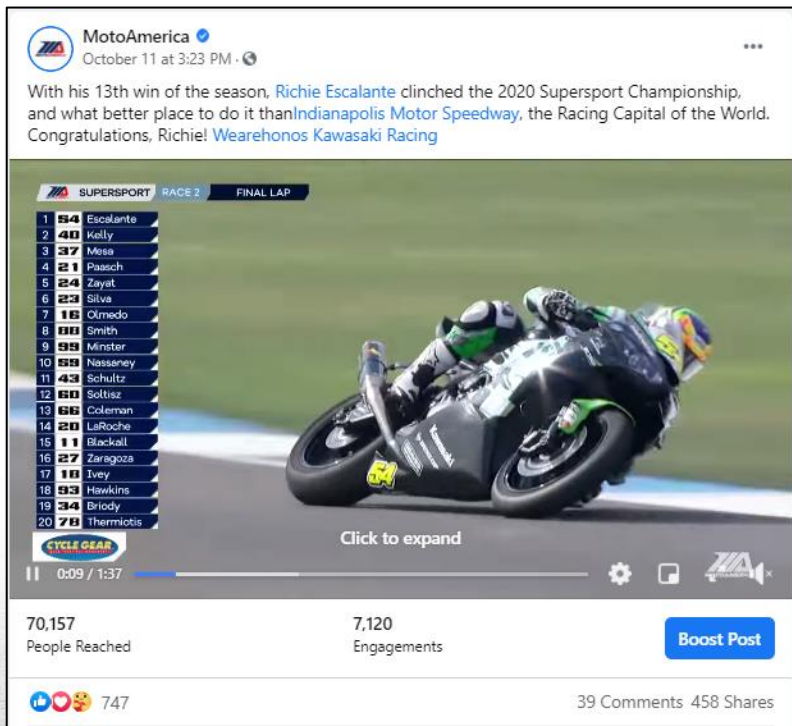 MotoAmerica
October 11 at 3:23 PM ·
With his 13th win of the season, Richie Escalante clinched the 2020 Supersport Championship,
and what better place to do it thanIndianapolis Motor Speedway, the Racing Capital of the World.
Congratulations, Richie! Wearehonos Kawasaki Racing
SUPERSPORT RACE 2 FINAL LAP
1 54 Escalante
2 40 Kelly
3 37 Mesa
4 21 Paasch
5 24 Zayat
6 23 Silva
7 16 Olmedo
8 88 Smith
9 99 Minster
10 59 Nassaney
11 43 Schultz
12 60 Soltisz
13 66 Coleman
14 20 LaRoche
15 11 Blackall
16 27 Zaragoza
17 18 Ivey
18 93 Hawkins
19 34 Briody
20 78 Thermiotis
Kawasaki
54
CYCLE GEAR
Click to expand
0:09 / 1:37
70,157
People Reached
7,120
Engagements
Boost Post
747
39 Comments 458 Shares